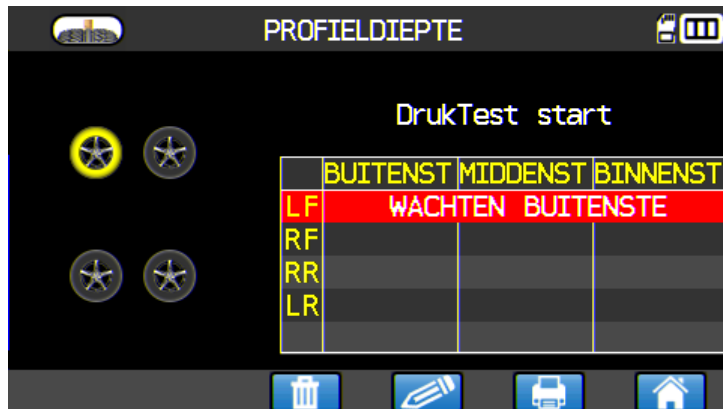 PROFIELDIEPTE
DrukTest start
BUITENST MIDDENST BINNENST
LF WACHTEN BUITENSTE
RF
RR
LR